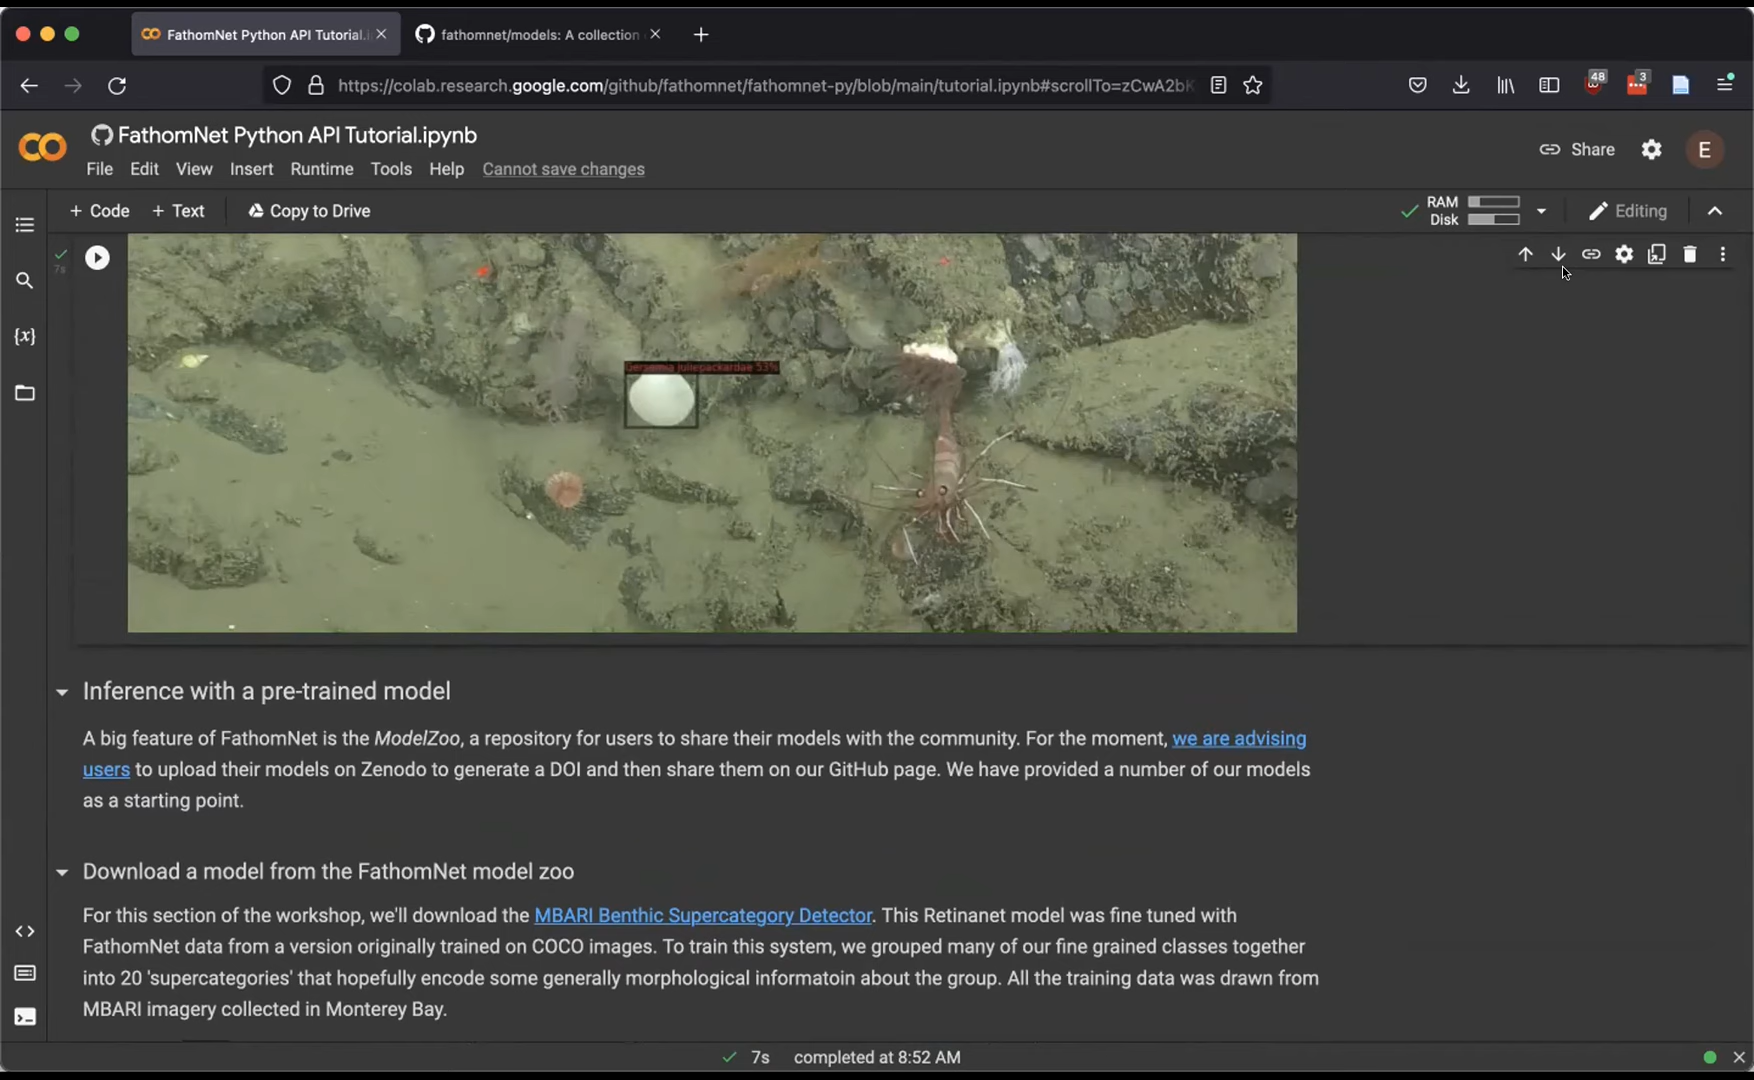 FathomNet Python API Tutorial.i
fathomnet/models: A collection
https://colab.research.google.com/github/fathomnet/fathomnet-py/blob/main/tutorial.ipynb#scrollTo=zCwA2bK
48
3
FathomNet Python API Tutorial.ipynb
Share
E
File Edit View Insert Runtime Tools Help Cannot save changes
+ Code + Text Copy to Drive
RAM
Disk
Editing
7s
Gersemia juliepackardae 53%
{x}
Inference with a pre-trained model
A big feature of FathomNet is the ModelZoo, a repository for users to share their models with the community. For the moment, we are advising
users to upload their models on Zenodo to generate a DOI and then share them on our GitHub page. We have provided a number of our models
as a starting point.
Download a model from the FathomNet model zoo
For this section of the workshop, we'll download the MBARI Benthic Supercategory Detector. This Retinanet model was fine tuned with
FathomNet data from a version originally trained on COCO images. To train this system, we grouped many of our fine grained classes together
into 20 'supercategories' that hopefully encode some generally morphological informatoin about the group. All the training data was drawn from
MBARI imagery collected in Monterey Bay.
7s completed at 8:52 AM